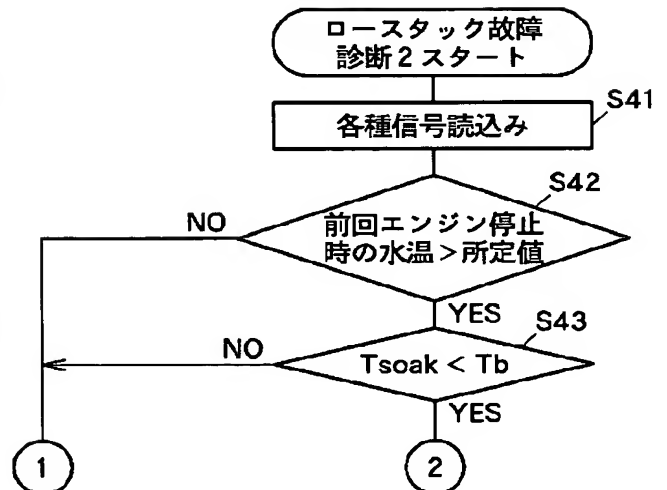 ロースタック故障
診断2スタート
S41
各種信号読込み
S42
NO
前回エンジン停止
時の水温>所定値
YES
S43
NO
Tsoak < Tb
YES
1
2